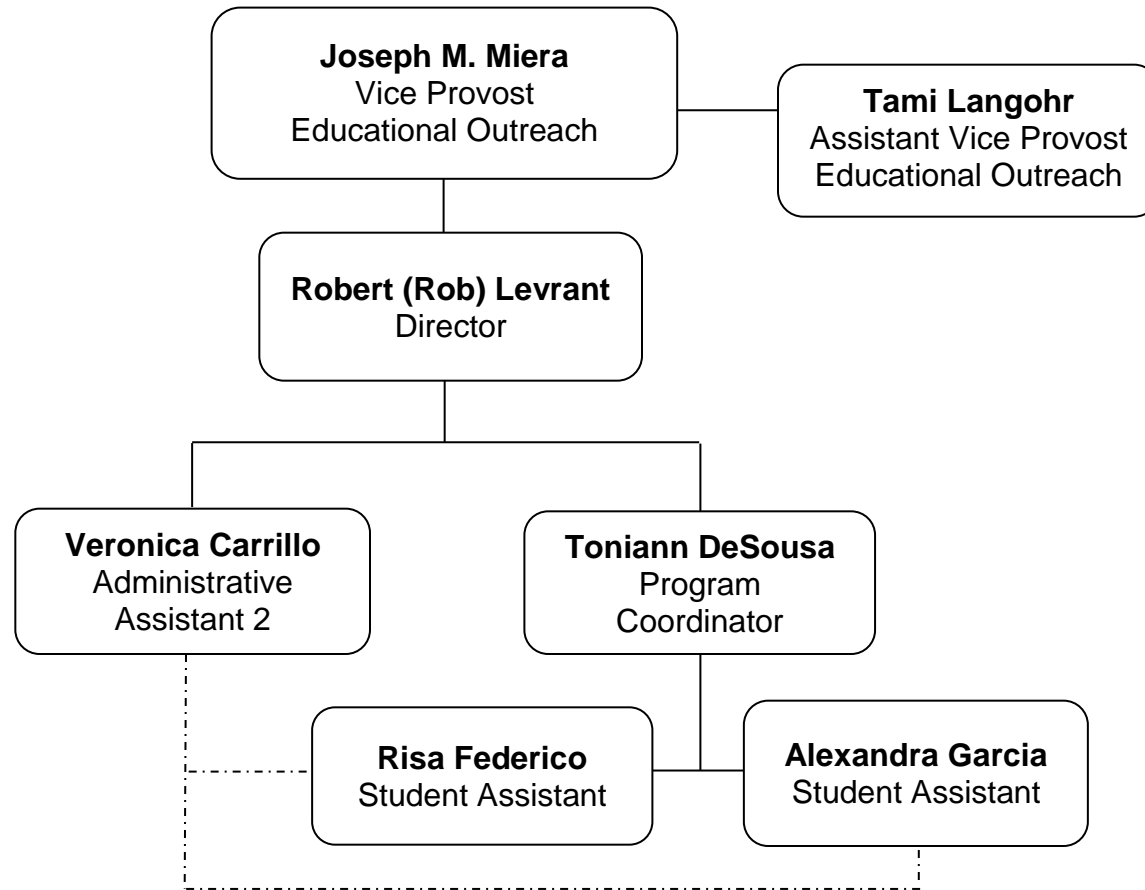 Joseph M. Miera
Vice Provost
Educational Outreach
Tami Langohr
Assistant Vice Provost
Educational Outreach
Robert (Rob) Levrant
Director
Veronica Carrillo
Administrative
Assistant 2
Toniann DeSousa
Program
Coordinator
Risa Federico
Student Assistant
Alexandra Garcia
Student Assistant